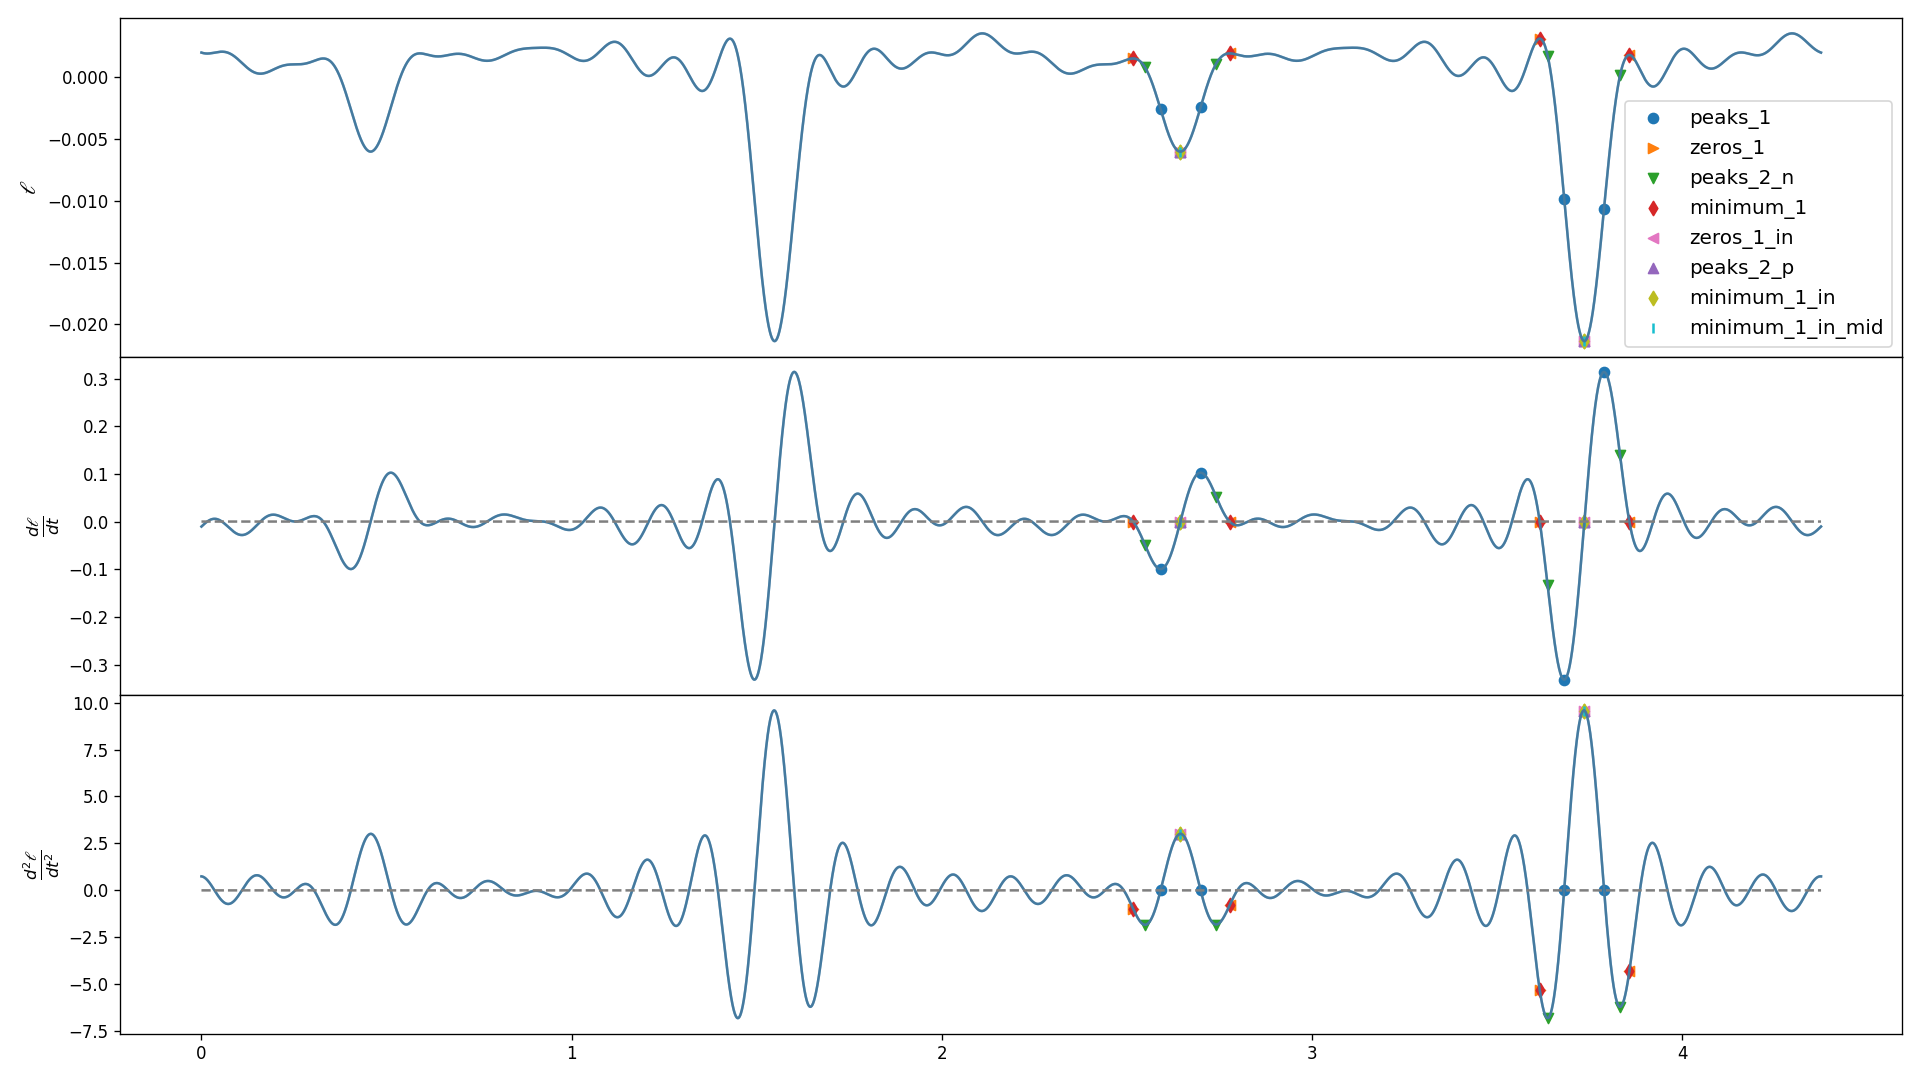 0.000
−0.005
−0.010
−0.015
−0.020
ℓ
peaks_1
zeros_1
peaks_2_n
minimum_1
zeros_1_in
peaks_2_p
minimum_1_in
minimum_1_in_mid
0.3
0.2
0.1
0.0
−0.1
−0.2
−0.3
dℓ
dt
10.0
7.5
5.0
2.5
0.0
−2.5
−5.0
−7.5
d²ℓ
dt²
0 1 2 3 4